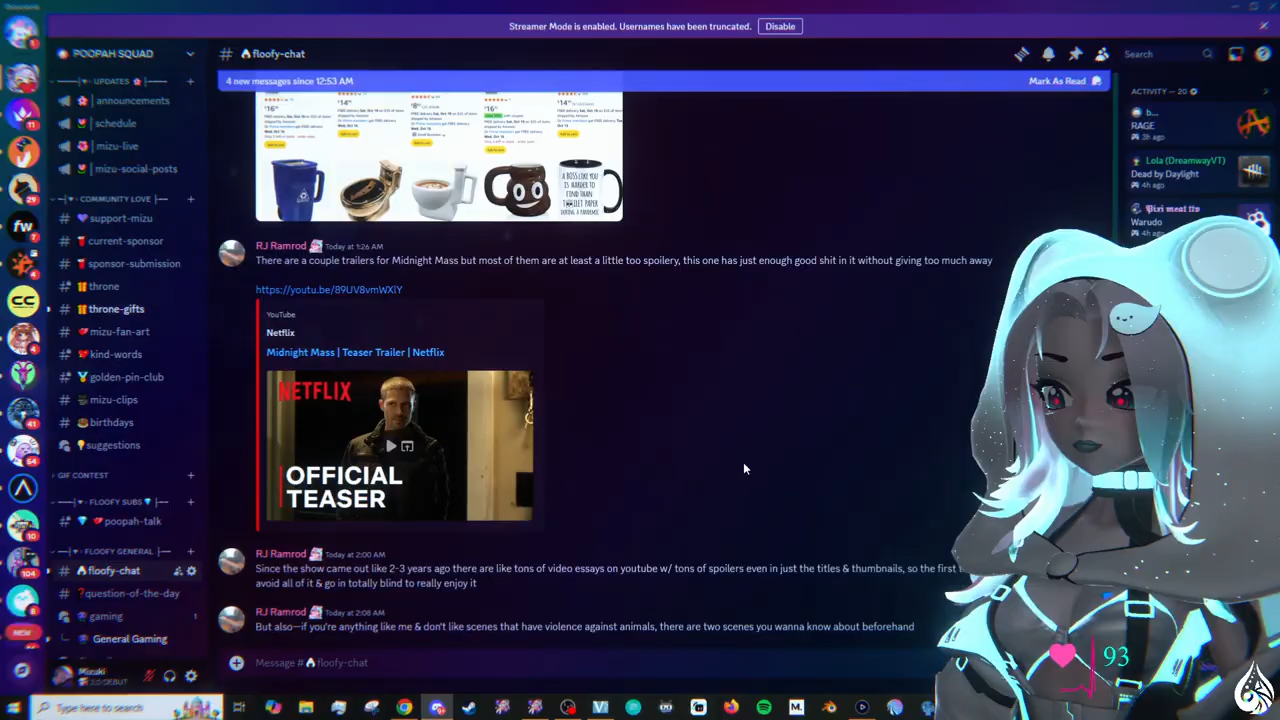 Streamer Mode is enabled. Usernames have been truncated.
Disable
POOPAH SQUAD
floofy-chat
Search
4 new messages since 12:53 AM
Mark As Read
UPDATES
announcements
schedule
mizu-live
mizu-social-posts
COMMUNITY LOVE
support-mizu
current-sponsor
sponsor-submission
throne
throne-gifts
mizu-fan-art
kind-words
golden-pin-club
mizu-clips
birthdays
suggestions
GIF CONTEST
FLOOFY SUBS
poopah-talk
FLOOFY GENERAL
floofy-chat
question-of-the-day
gaming
General Gaming
Mizuki
A BOSS LIKE YOU
IS HARDER TO
FIND THAN
TOILET PAPER
DURING A PANDEMIC
RJ Ramrod Today at 1:26 AM
There are a couple trailers for Midnight Mass but most of them are at least a little too spoilery, this one has just enough good shit in it without giving too much away
https://youtu.be/89UV8vmWXlY
YouTube
Netflix
Midnight Mass | Teaser Trailer | Netflix
NETFLIX
OFFICIAL
TEASER
RJ Ramrod Today at 2:00 AM
Since the show came out like 2-3 years ago there are like tons of video essays on youtube w/ tons of spoilers even in just the titles & thumbnails, so the first
avoid all of it & go in totally blind to really enjoy it
RJ Ramrod Today at 2:08 AM
But also—if you're anything like me & don't like scenes that have violence against animals, there are two scenes you wanna know about beforehand
Message # floofy-chat
ACTIVITY — 20
RAGE
2h ago
Lola (DreamwayVT)
Dead by Daylight
4h ago
Warudo
4h ago
93
Type here to search